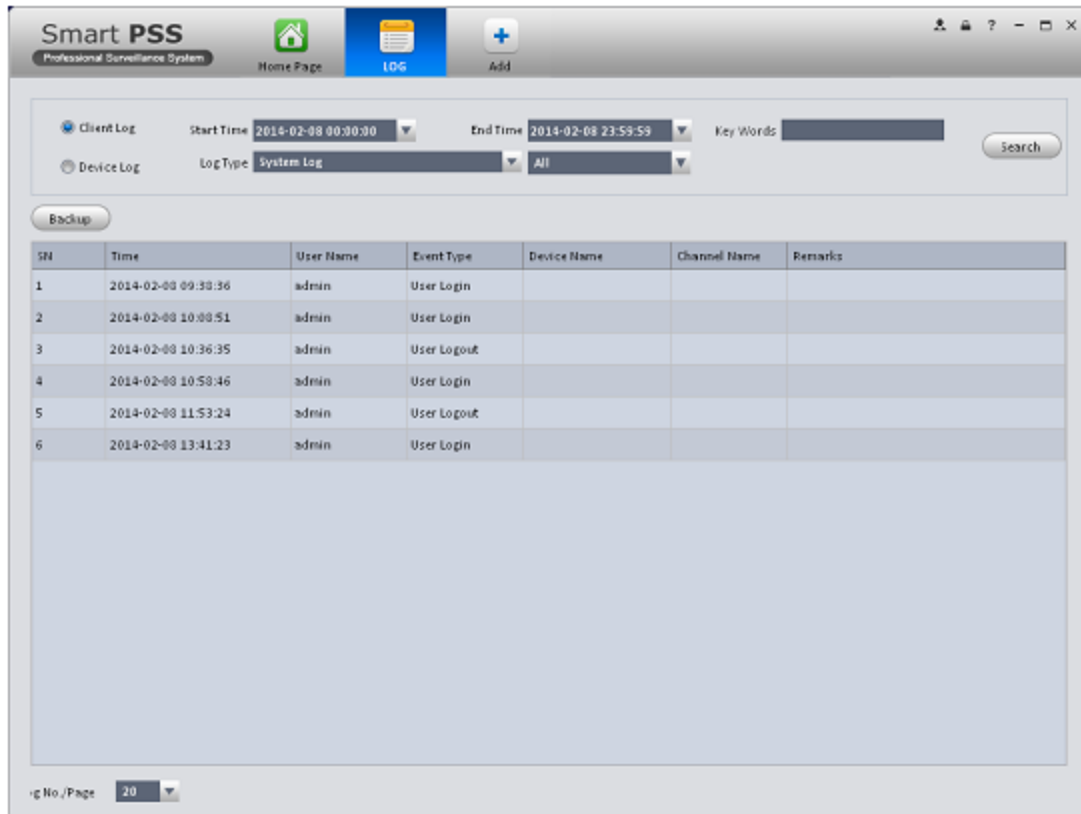 Smart PSS
Professional Surveillance System
Home Page
LOG
Add
?
Client Log Start Time 2014-02-08 00:00:00 End Time 2014-02-08 23:59:59 Key Words
Search
Device Log Log Type System Log All
Backup
SN Time User Name Event Type Device Name Channel Name Remarks
1 2014-02-08 09:38:36 admin User Login
2 2014-02-08 10:08:51 admin User Login
3 2014-02-08 10:36:35 admin User Logout
4 2014-02-08 10:58:46 admin User Login
5 2014-02-08 11:53:24 admin User Logout
6 2014-02-08 13:41:23 admin User Login
g No./Page 20